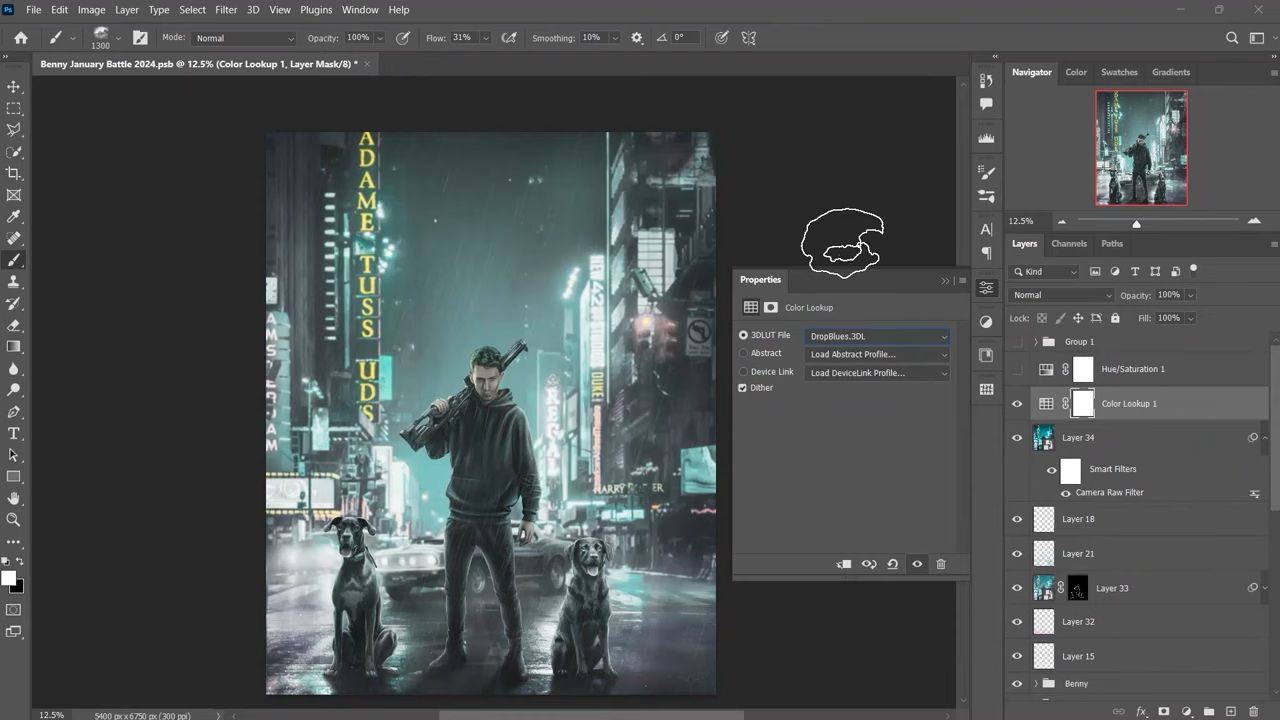 Ps File Edit Image Layer Type Select Filter 3D View Plugins Window Help
1300 Mode: Normal Opacity: 100% Flow: 31% Smoothing: 10% 0°
Benny January Battle 2024.psb @ 12.5% (Color Lookup 1, Layer Mask/8) * ×
Navigator Color Swatches Gradients
12.5%
Layers Channels Paths
Kind
Normal Opacity: 100%
Lock: Fill: 100%
Group 1
Hue/Saturation 1
Color Lookup 1
Layer 34
Smart Filters
Camera Raw Filter
Layer 18
Layer 21
Layer 33
Layer 32
Layer 15
Benny
Properties
Color Lookup
3DLUT File DropBlues.3DL
Abstract Load Abstract Profile...
Device Link Load DeviceLink Profile...
Dither
ADAME TUSS UDS
12.5% 5400 px x 6750 px (300 ppi)